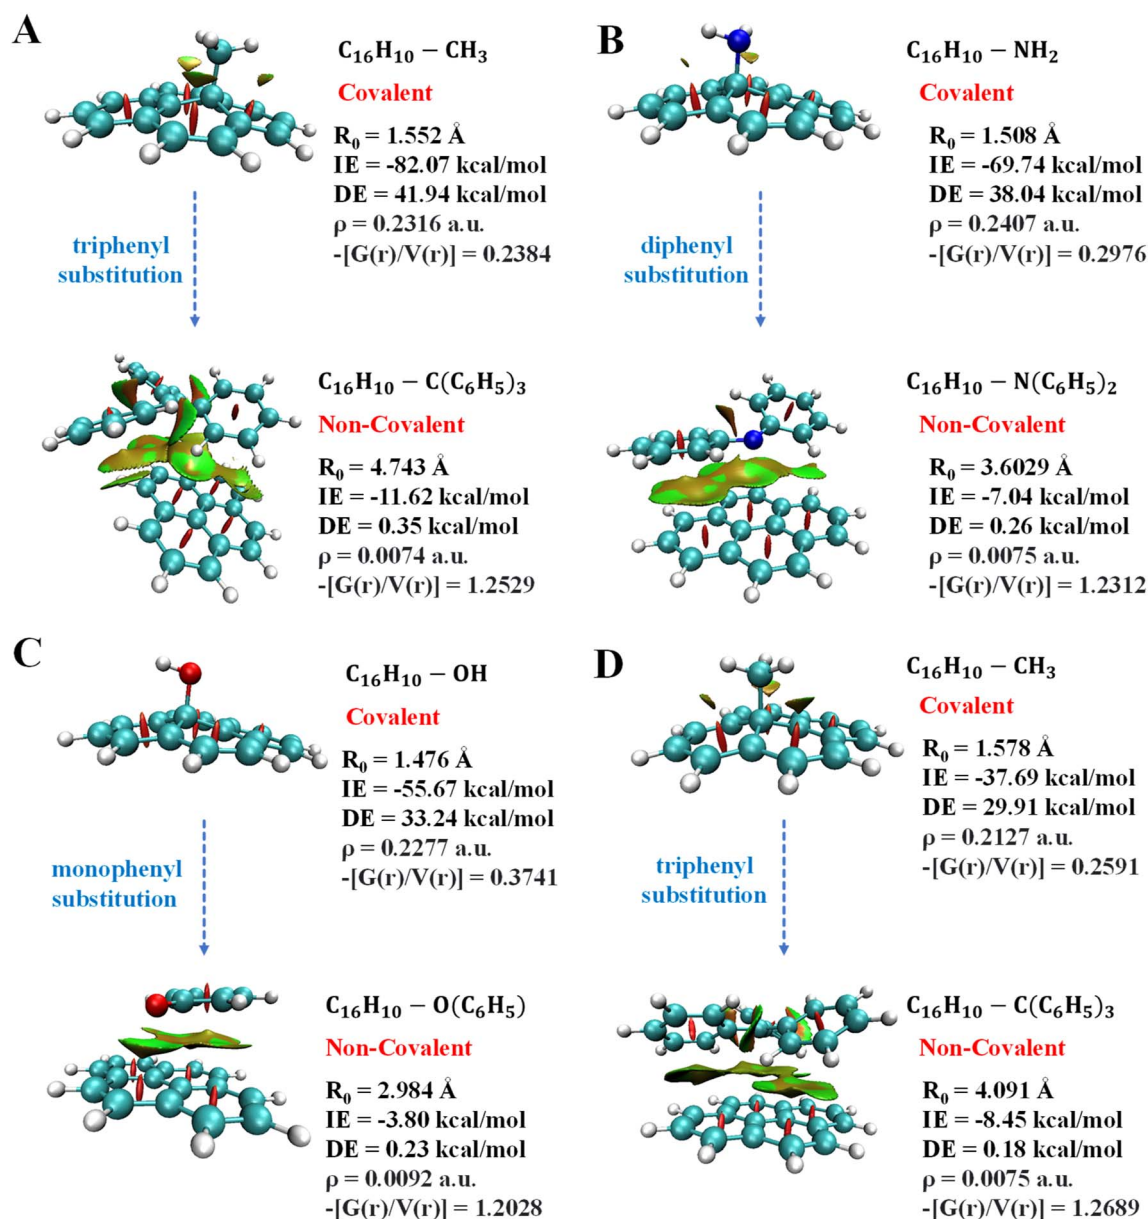 A
C₁₆H₁₀ − CH₃
Covalent
R₀ = 1.552 Å
IE = -82.07 kcal/mol
DE = 41.94 kcal/mol
ρ = 0.2316 a.u.
-[G(r)/V(r)] = 0.2384
triphenyl
substitution
C₁₆H₁₀ − C(C₆H₅)₃
Non-Covalent
R₀ = 4.743 Å
IE = -11.62 kcal/mol
DE = 0.35 kcal/mol
ρ = 0.0074 a.u.
-[G(r)/V(r)] = 1.2529
B
C₁₆H₁₀ − NH₂
Covalent
R₀ = 1.508 Å
IE = -69.74 kcal/mol
DE = 38.04 kcal/mol
ρ = 0.2407 a.u.
-[G(r)/V(r)] = 0.2976
diphenyl
substitution
C₁₆H₁₀ − N(C₆H₅)₂
Non-Covalent
R₀ = 3.6029 Å
IE = -7.04 kcal/mol
DE = 0.26 kcal/mol
ρ = 0.0075 a.u.
-[G(r)/V(r)] = 1.2312
C
C₁₆H₁₀ − OH
Covalent
R₀ = 1.476 Å
IE = -55.67 kcal/mol
DE = 33.24 kcal/mol
ρ = 0.2277 a.u.
-[G(r)/V(r)] = 0.3741
monophenyl
substitution
C₁₆H₁₀ − O(C₆H₅)
Non-Covalent
R₀ = 2.984 Å
IE = -3.80 kcal/mol
DE = 0.23 kcal/mol
ρ = 0.0092 a.u.
-[G(r)/V(r)] = 1.2028
D
C₁₆H₁₀ − CH₃
Covalent
R₀ = 1.578 Å
IE = -37.69 kcal/mol
DE = 29.91 kcal/mol
ρ = 0.2127 a.u.
-[G(r)/V(r)] = 0.2591
triphenyl
substitution
C₁₆H₁₀ − C(C₆H₅)₃
Non-Covalent
R₀ = 4.091 Å
IE = -8.45 kcal/mol
DE = 0.18 kcal/mol
ρ = 0.0075 a.u.
-[G(r)/V(r)] = 1.2689